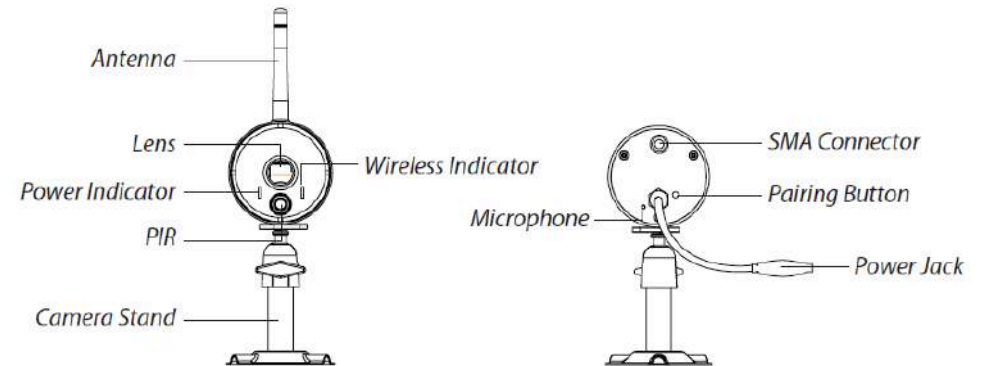 Antenna
Lens
Wireless Indicator
Power Indicator
PIR
Camera Stand
SMA Connector
Pairing Button
Microphone
Power Jack